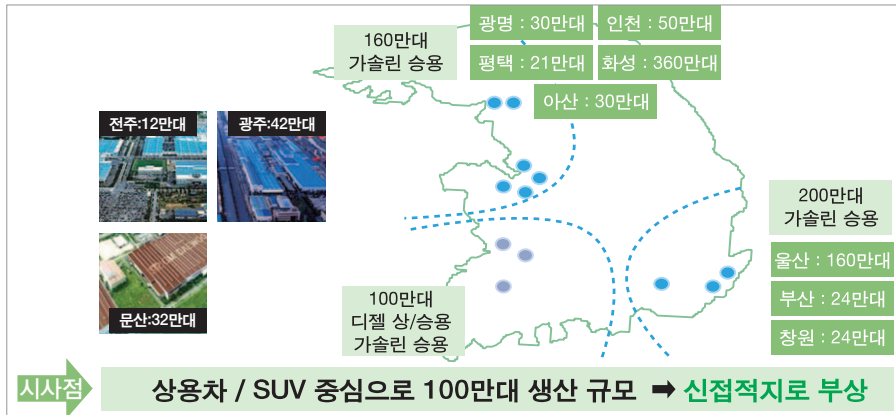 160만대
가솔린 승용
광명 : 30만대
인천 : 50만대
평택 : 21만대
화성 : 360만대
아산 : 30만대
전주:12만대
광주:42만대
문산:32만대
200만대
가솔린 승용
울산 : 160만대
부산 : 24만대
창원 : 24만대
100만대
디젤 상/승용
가솔린 승용
시사점
상용차 / SUV 중심으로 100만대 생산 규모 ➡ 신접적지로 부상